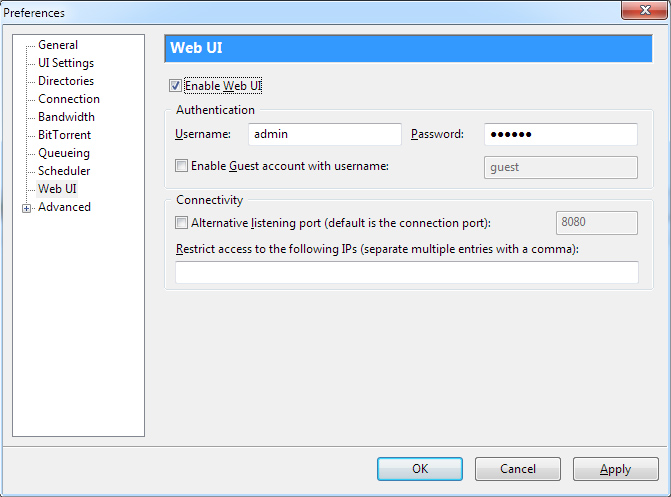 Preferences
General
UI Settings
Directories
Connection
Bandwidth
BitTorrent
Queueing
Scheduler
Web UI
Advanced
Web UI
Enable Web UI
Authentication
Username: admin Password: ●●●●●●
Enable Guest account with username: guest
Connectivity
Alternative listening port (default is the connection port): 8080
Restrict access to the following IPs (separate multiple entries with a comma):
OK Cancel Apply